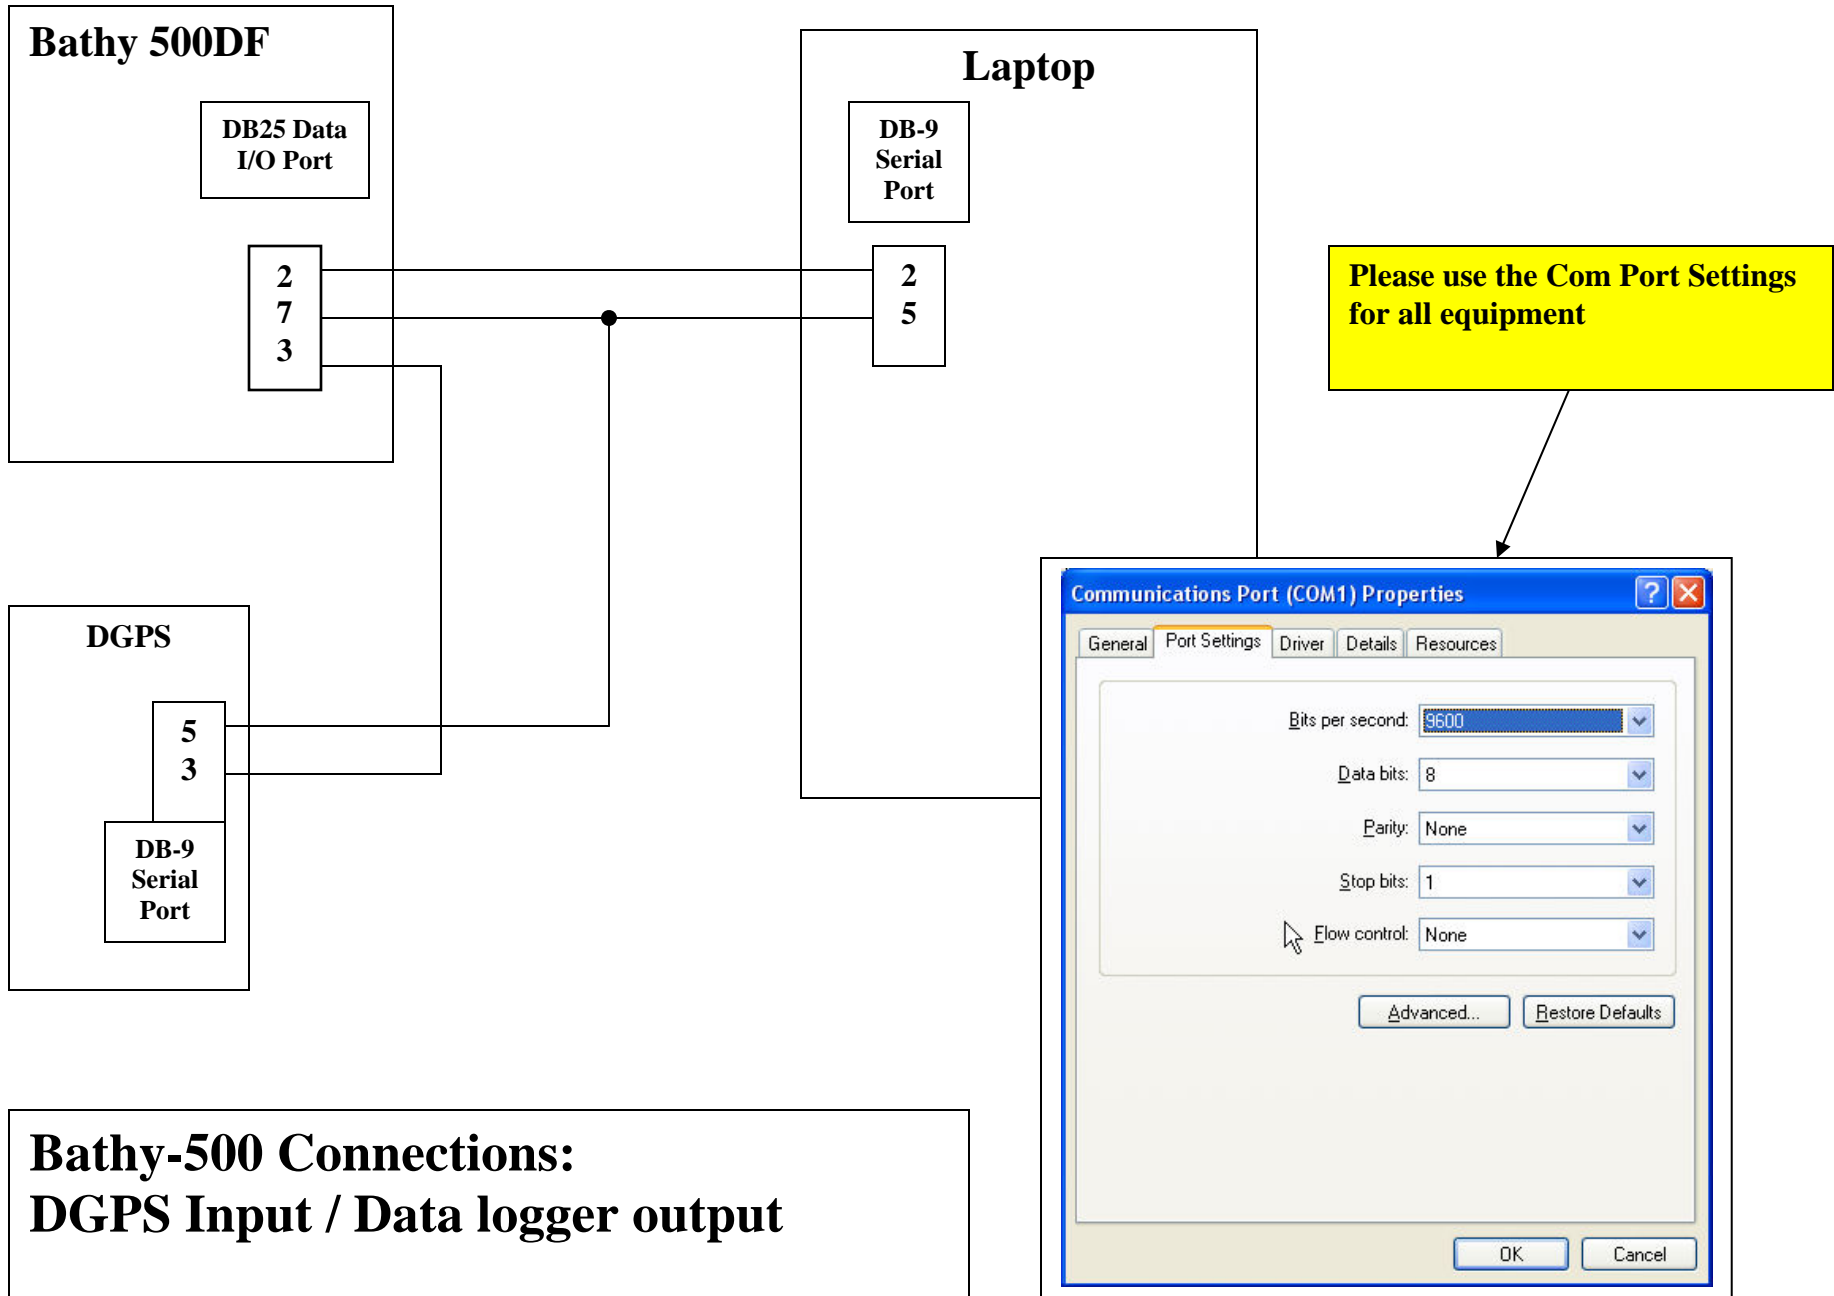 Bathy 500DF
DB25 Data
I/O Port
2
7
3
Laptop
DB-9
Serial
Port
2
5
Please use the Com Port Settings
for all equipment
DGPS
5
3
DB-9
Serial
Port
Communications Port (COM1) Properties
General Port Settings Driver Details Resources
Bits per second: 9600
Data bits: 8
Parity: None
Stop bits: 1
Flow control: None
Advanced... Restore Defaults
OK Cancel
Bathy-500 Connections:
DGPS Input / Data logger output